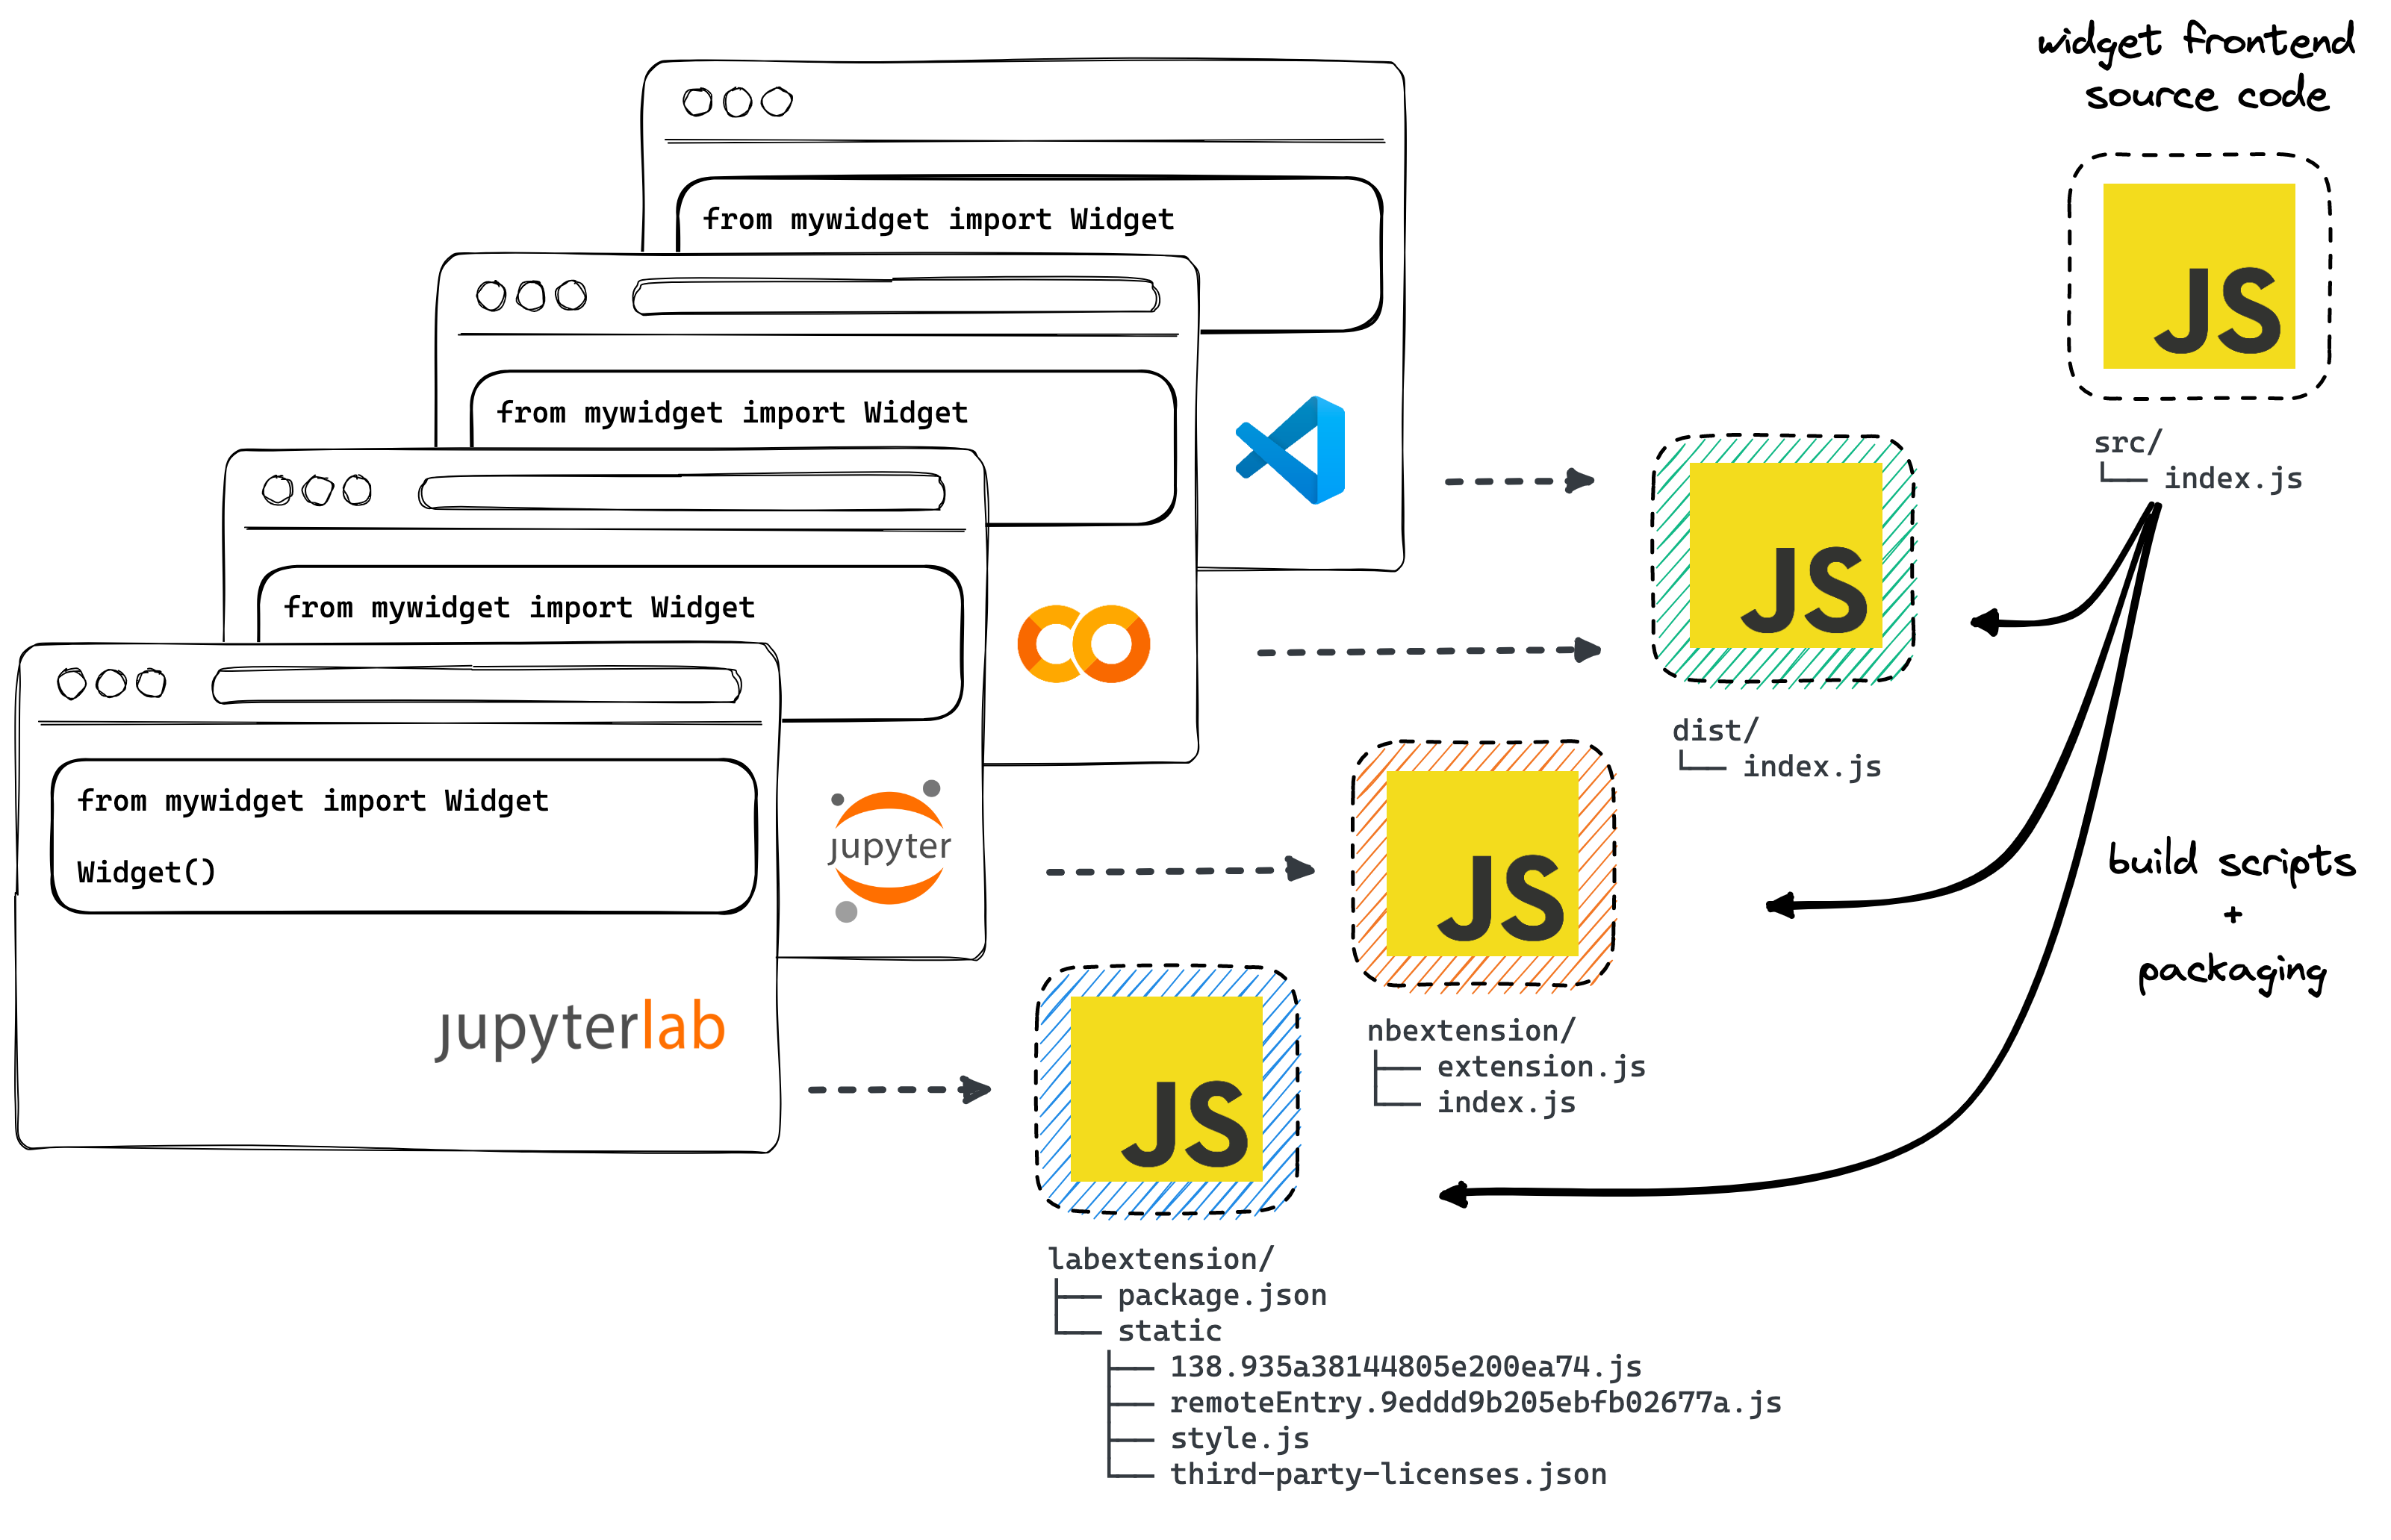 widget frontend
source code
JS
src/
└── index.js
from mywidget import Widget
from mywidget import Widget
from mywidget import Widget
from mywidget import Widget
Widget()
jupyter
jupyterlab
JS
dist/
└── index.js
JS
nbextension/
├── extension.js
└── index.js
build scripts
+
packaging
JS
labextension/
├── package.json
└── static
├── 138.935a38144805e200ea74.js
├── remoteEntry.9eddd9b205ebfb02677a.js
├── style.js
└── third-party-licenses.json